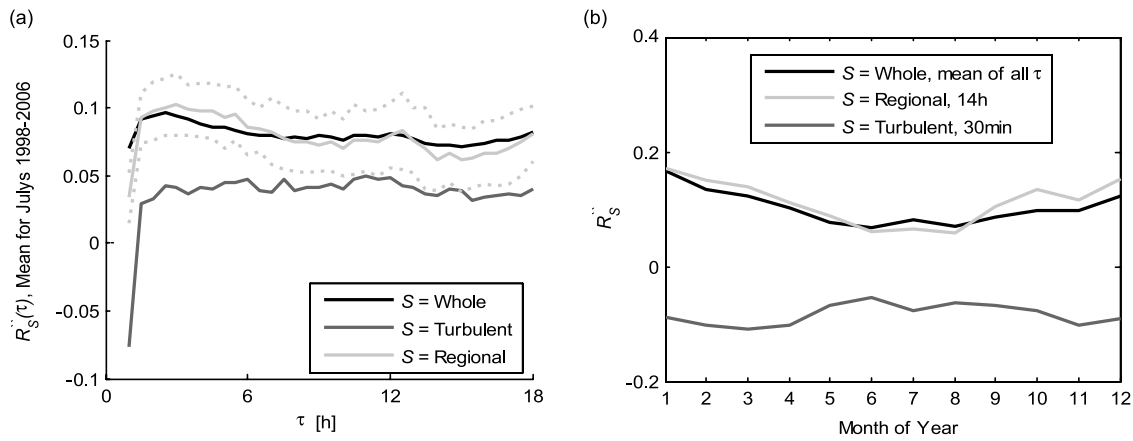 (a)
0.15
0.1
0.05
0
-0.05
-0.1
R``S(τ), Mean for Julys 1998-2006
S = Whole
S = Turbulent
S = Regional
0 6 12 18
τ [h]
(b)
0.4
0.2
0
-0.2
R``S
S = Whole, mean of all τ
S = Regional, 14h
S = Turbulent, 30min
1 2 3 4 5 6 7 8 9 10 11 12
Month of Year